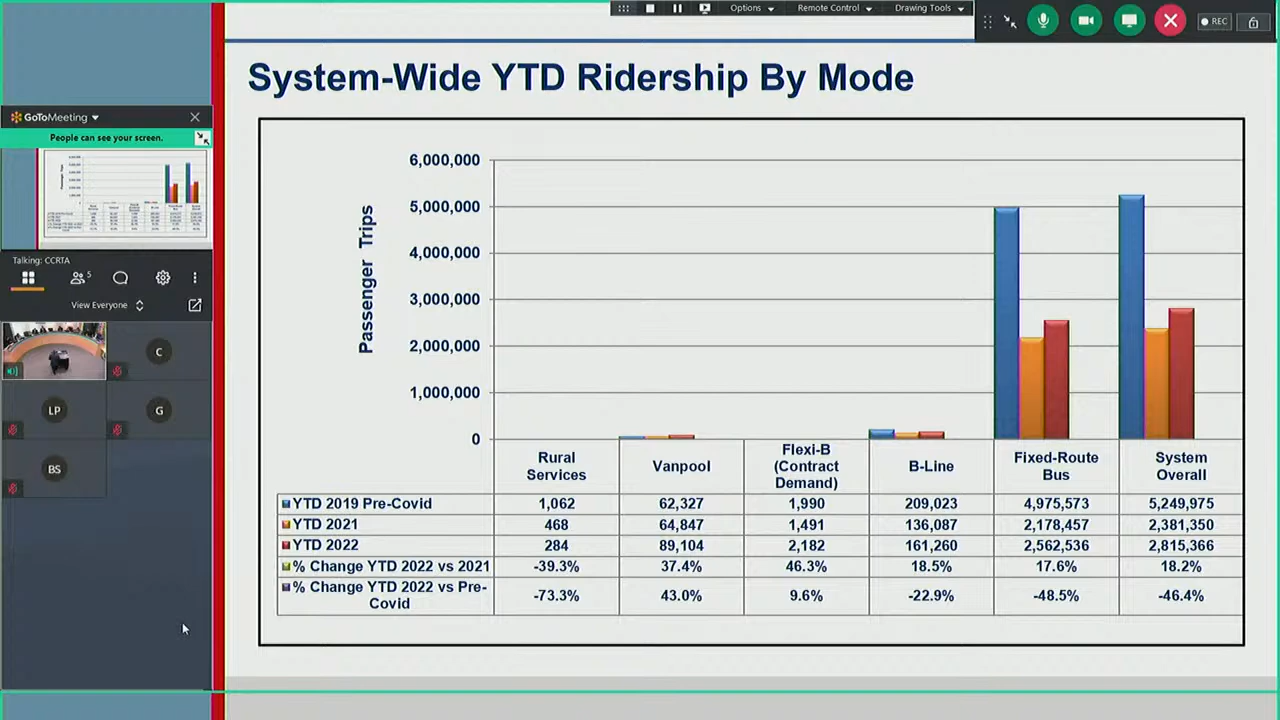 Options
Remote Control
Drawing Tools
REC
System-Wide YTD Ridership By Mode
GoToMeeting
People can see your screen.
Talking: CCRTA
5
View Everyone
C
LP
G
BS
Passenger Trips
6,000,000
5,000,000
4,000,000
3,000,000
2,000,000
1,000,000
0
Rural Services Vanpool Flexi-B (Contract Demand) B-Line Fixed-Route Bus System Overall
YTD 2019 Pre-Covid 1,062 62,327 1,990 209,023 4,975,573 5,249,975
YTD 2021 468 64,847 1,491 136,087 2,178,457 2,381,350
YTD 2022 284 89,104 2,182 161,260 2,562,536 2,815,366
% Change YTD 2022 vs 2021 -39.3% 37.4% 46.3% 18.5% 17.6% 18.2%
% Change YTD 2022 vs Pre-Covid -73.3% 43.0% 9.6% -22.9% -48.5% -46.4%